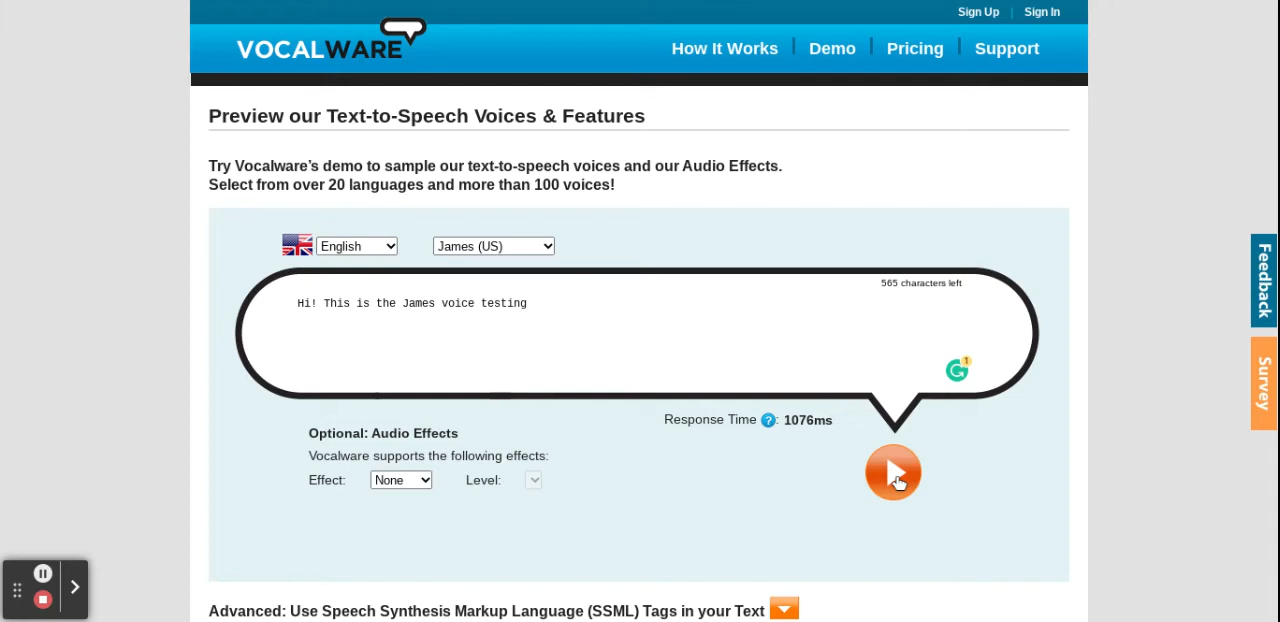 Sign Up | Sign In
VOCALWARE
How It Works
Demo
Pricing
Support
Preview our Text-to-Speech Voices & Features
Try Vocalware's demo to sample our text-to-speech voices and our Audio Effects.
Select from over 20 languages and more than 100 voices!
English
James (US)
565 characters left
Hi! This is the James voice testing
1
Response Time ?: 1076ms
Optional: Audio Effects
Vocalware supports the following effects:
Effect: None Level:
Advanced: Use Speech Synthesis Markup Language (SSML) Tags in your Text
Feedback
Survey